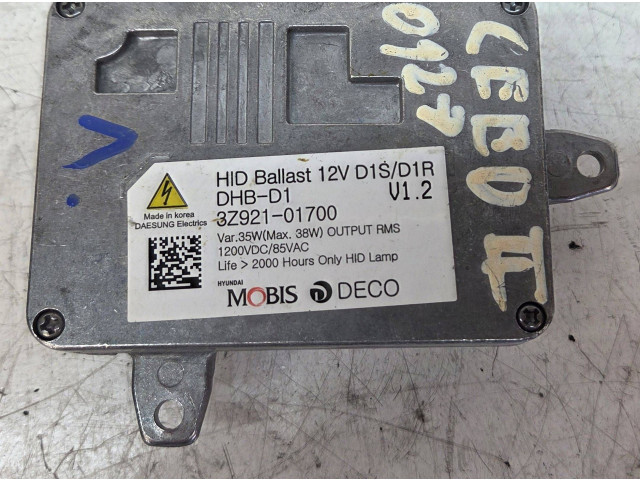 CEED II
0927
V
HID Ballast 12V D1S/D1R
DHB-D1 V1.2
3Z921-01700
Made in korea
DAESUNG Electrics
Var.35W(Max. 38W) OUTPUT RMS
1200VDC/85VAC
Life > 2000 Hours Only HID Lamp
HYUNDAI
MOBIS DECO